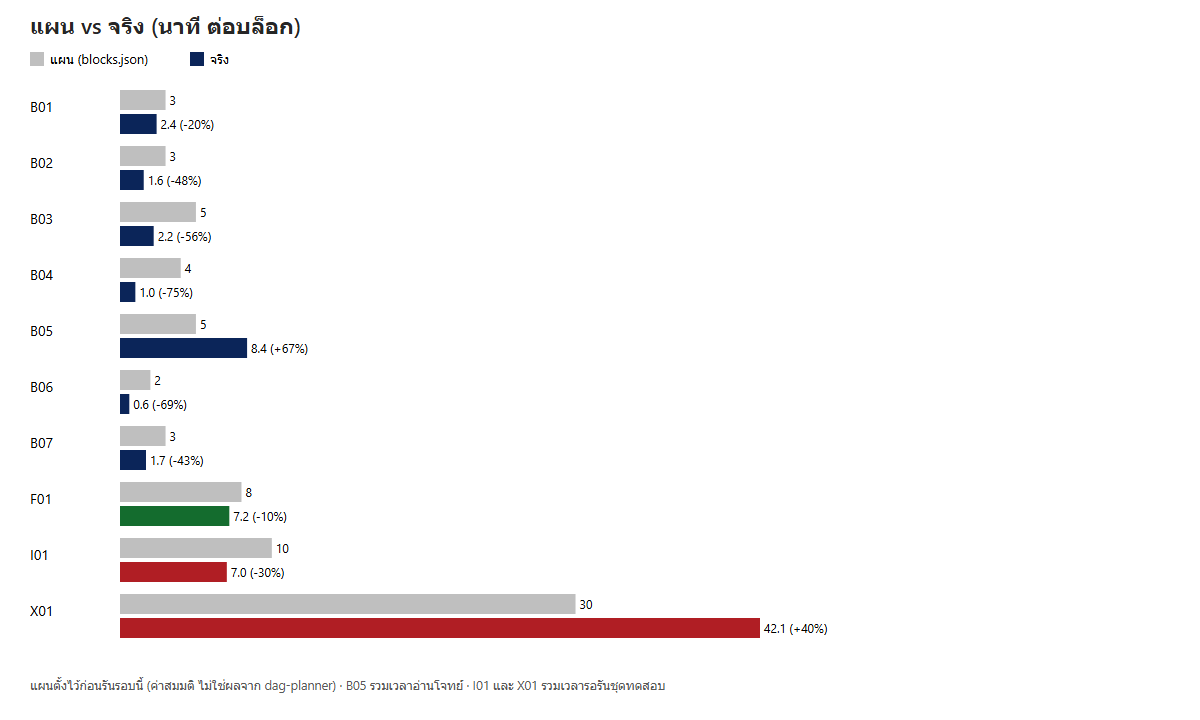 แผน vs จริง (นาที ต่อบล็อก)
แผน (blocks.json) จริง
B01
3
2.4 (-20%)
B02
3
1.6 (-48%)
B03
5
2.2 (-56%)
B04
4
1.0 (-75%)
B05
5
8.4 (+67%)
B06
2
0.6 (-69%)
B07
3
1.7 (-43%)
F01
8
7.2 (-10%)
I01
10
7.0 (-30%)
X01
30
42.1 (+40%)
แผนตั้งไว้ก่อนรันรอบนี้ (ค่าสมมติ ไม่ใช่ผลจาก dag-planner) · B05 รวมเวลาอ่านโจทย์ · I01 และ X01 รวมเวลารอรันชุดทดสอบ